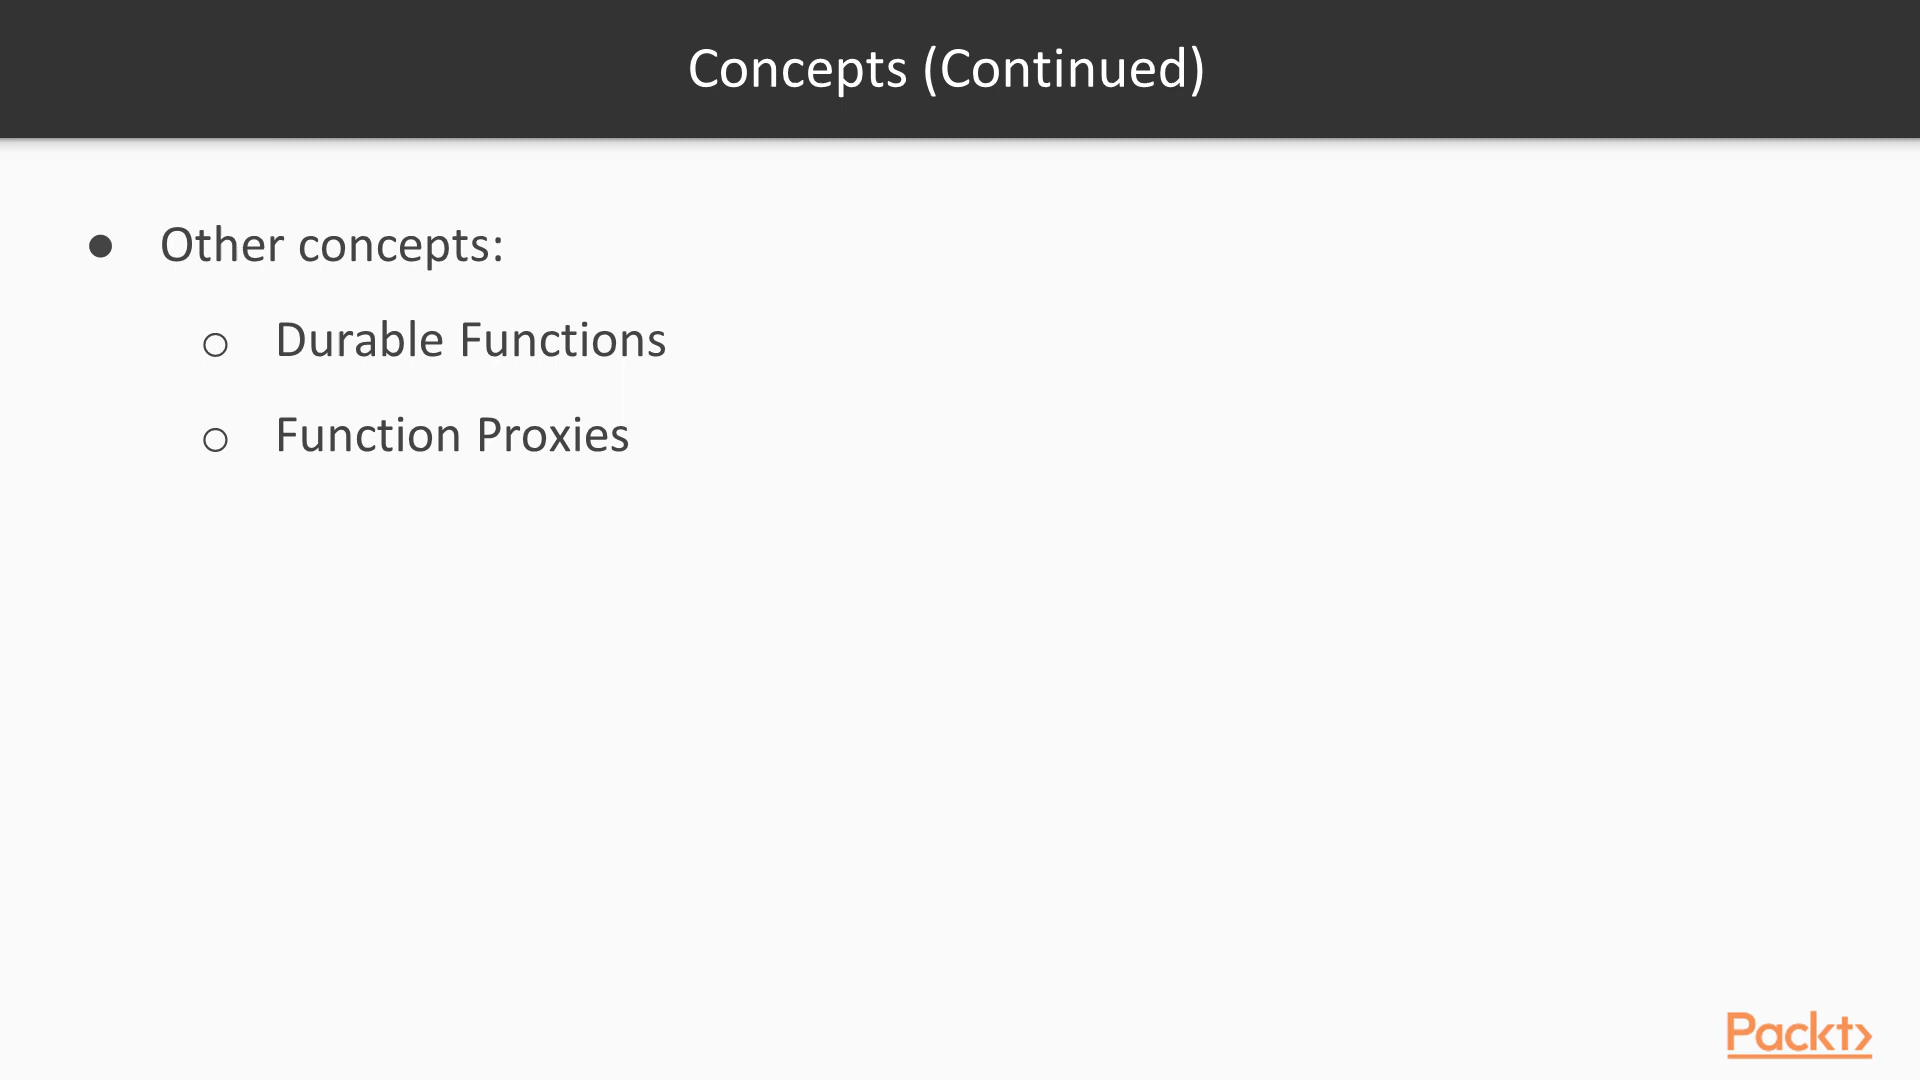 Concepts (Continued)
● Other concepts:
○ Durable Functions
○ Function Proxies
Packt>